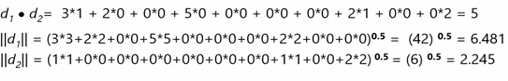 d₁ • d₂= 3*1 + 2*0 + 0*0 + 5*0 + 0*0 + 0*0 + 0*0 + 2*1 + 0*0 + 0*2 = 5
||d₁|| = (3*3+2*2+0*0+5*5+0*0+0*0+0*0+2*2+0*0+0*0)⁰·⁵ = (42) ⁰·⁵ = 6.481
||d₂|| = (1*1+0*0+0*0+0*0+0*0+0*0+0*0+1*1+0*0+2*2) ⁰·⁵ = (6) ⁰·⁵ = 2.245